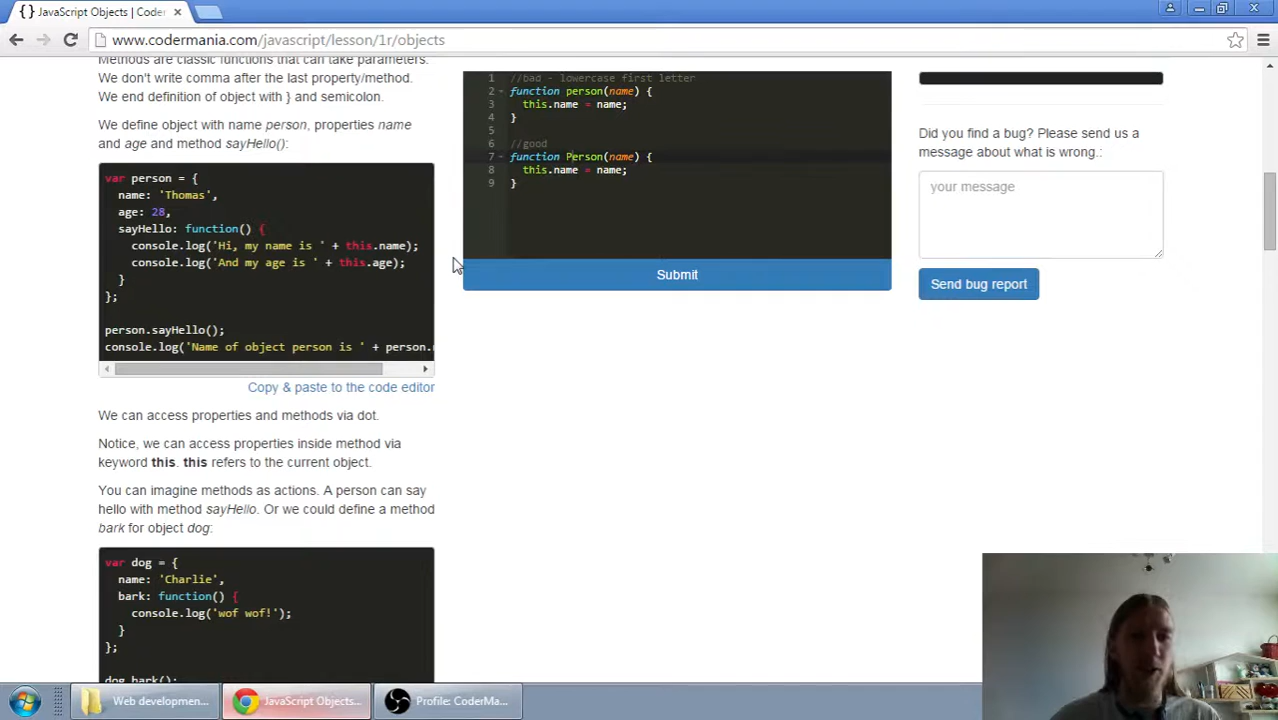 { } JavaScript Objects | Coder
www.codermania.com/javascript/lesson/1r/objects
Methods are classic functions that can take parameters.
We don't write comma after the last property/method.
We end definition of object with } and semicolon.
We define object with name person, properties name
and age and method sayHello():
var person = {
name: 'Thomas',
age: 28,
sayHello: function() {
console.log('Hi, my name is ' + this.name);
console.log('And my age is ' + this.age);
}
};
person.sayHello();
console.log('Name of object person is ' + person.
Copy & paste to the code editor
We can access properties and methods via dot.
Notice, we can access properties inside method via
keyword this. this refers to the current object.
You can imagine methods as actions. A person can say
hello with method sayHello. Or we could define a method
bark for object dog:
var dog = {
name: 'Charlie',
bark: function() {
console.log('wof wof!');
}
};
dog.bark();
1 //bad - lowercase first letter
2 function person(name) {
3 this.name = name;
4 }
5
6 //good
7 function Person(name) {
8 this.name = name;
9 }
Submit
Did you find a bug? Please send us a
message about what is wrong.:
your message
Send bug report
Web developmen...
JavaScript Objects...
Profile: CoderMa...